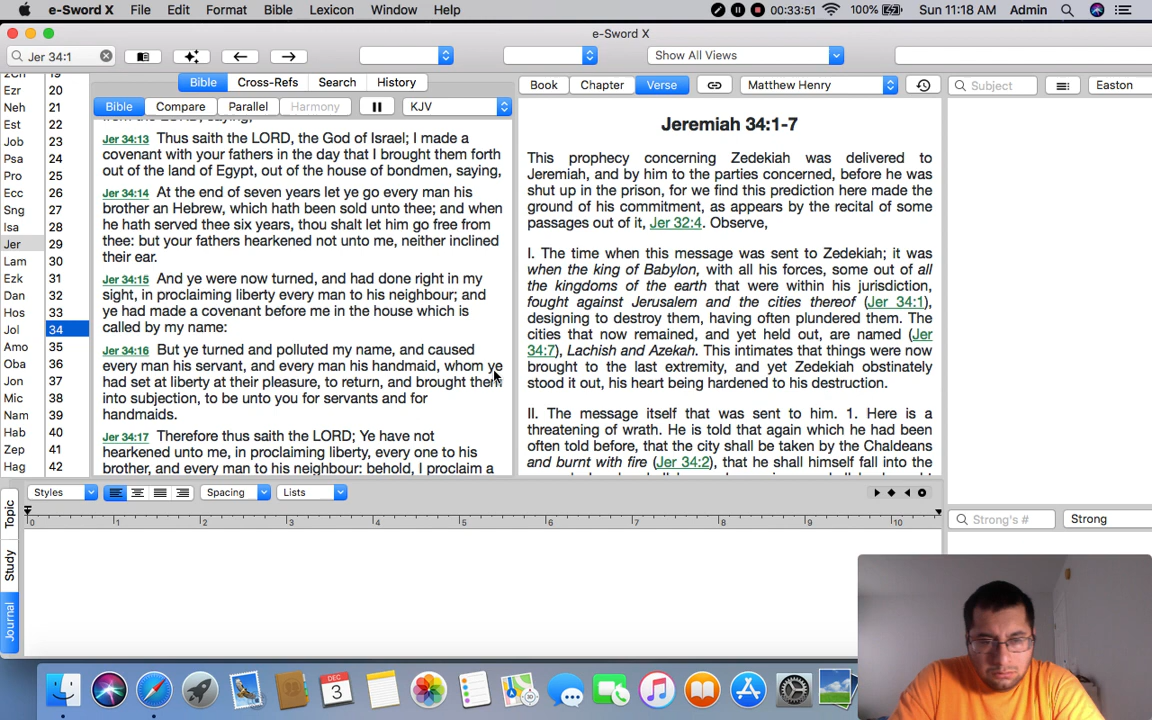 e-Sword X File Edit Format Bible Lexicon Window Help 00:33:51 100% Sun 11:18 AM Admin
e-Sword X
Jer 34:1 Show All Views
Bible Cross-Refs Search History
Book Chapter Verse Matthew Henry Subject Easton
Bible Compare Parallel Harmony KJV
19
Ezr 20
Neh 21
Est 22
Job 23
Psa 24
Pro 25
Ecc 26
Sng 27
Isa 28
Jer 29
Lam 30
Ezk 31
Dan 32
Hos 33
Jol 34
Amo 35
Oba 36
Jon 37
Mic 38
Nam 39
Hab 40
Zep 41
Hag 42
Jer 34:13 Thus saith the LORD, the God of Israel; I made a
covenant with your fathers in the day that I brought them forth
out of the land of Egypt, out of the house of bondmen, saying,
Jer 34:14 At the end of seven years let ye go every man his
brother an Hebrew, which hath been sold unto thee; and when
he hath served thee six years, thou shalt let him go free from
thee: but your fathers hearkened not unto me, neither inclined
their ear.
Jer 34:15 And ye were now turned, and had done right in my
sight, in proclaiming liberty every man to his neighbour; and
ye had made a covenant before me in the house which is
called by my name:
Jer 34:16 But ye turned and polluted my name, and caused
every man his servant, and every man his handmaid, whom ye
had set at liberty at their pleasure, to return, and brought them
into subjection, to be unto you for servants and for
handmaids.
Jer 34:17 Therefore thus saith the LORD; Ye have not
hearkened unto me, in proclaiming liberty, every one to his
brother, and every man to his neighbour: behold, I proclaim a
Jeremiah 34:1-7
This prophecy concerning Zedekiah was delivered to
Jeremiah, and by him to the parties concerned, before he was
shut up in the prison, for we find this prediction here made the
ground of his commitment, as appears by the recital of some
passages out of it, Jer 32:4. Observe,
I. The time when this message was sent to Zedekiah; it was
when the king of Babylon, with all his forces, some out of all
the kingdoms of the earth that were within his jurisdiction,
fought against Jerusalem and the cities thereof (Jer 34:1),
designing to destroy them, having often plundered them. The
cities that now remained, and yet held out, are named (Jer
34:7), Lachish and Azekah. This intimates that things were now
brought to the last extremity, and yet Zedekiah obstinately
stood it out, his heart being hardened to his destruction.
II. The message itself that was sent to him. 1. Here is a
threatening of wrath. He is told that again which he had been
often told before, that the city shall be taken by the Chaldeans
and burnt with fire (Jer 34:2), that he shall himself fall into the
Styles Spacing Lists
0 1 2 3 4 5 6 7 8 9 10
Strong's # Strong
Topic
Study
Journal
DEC
3